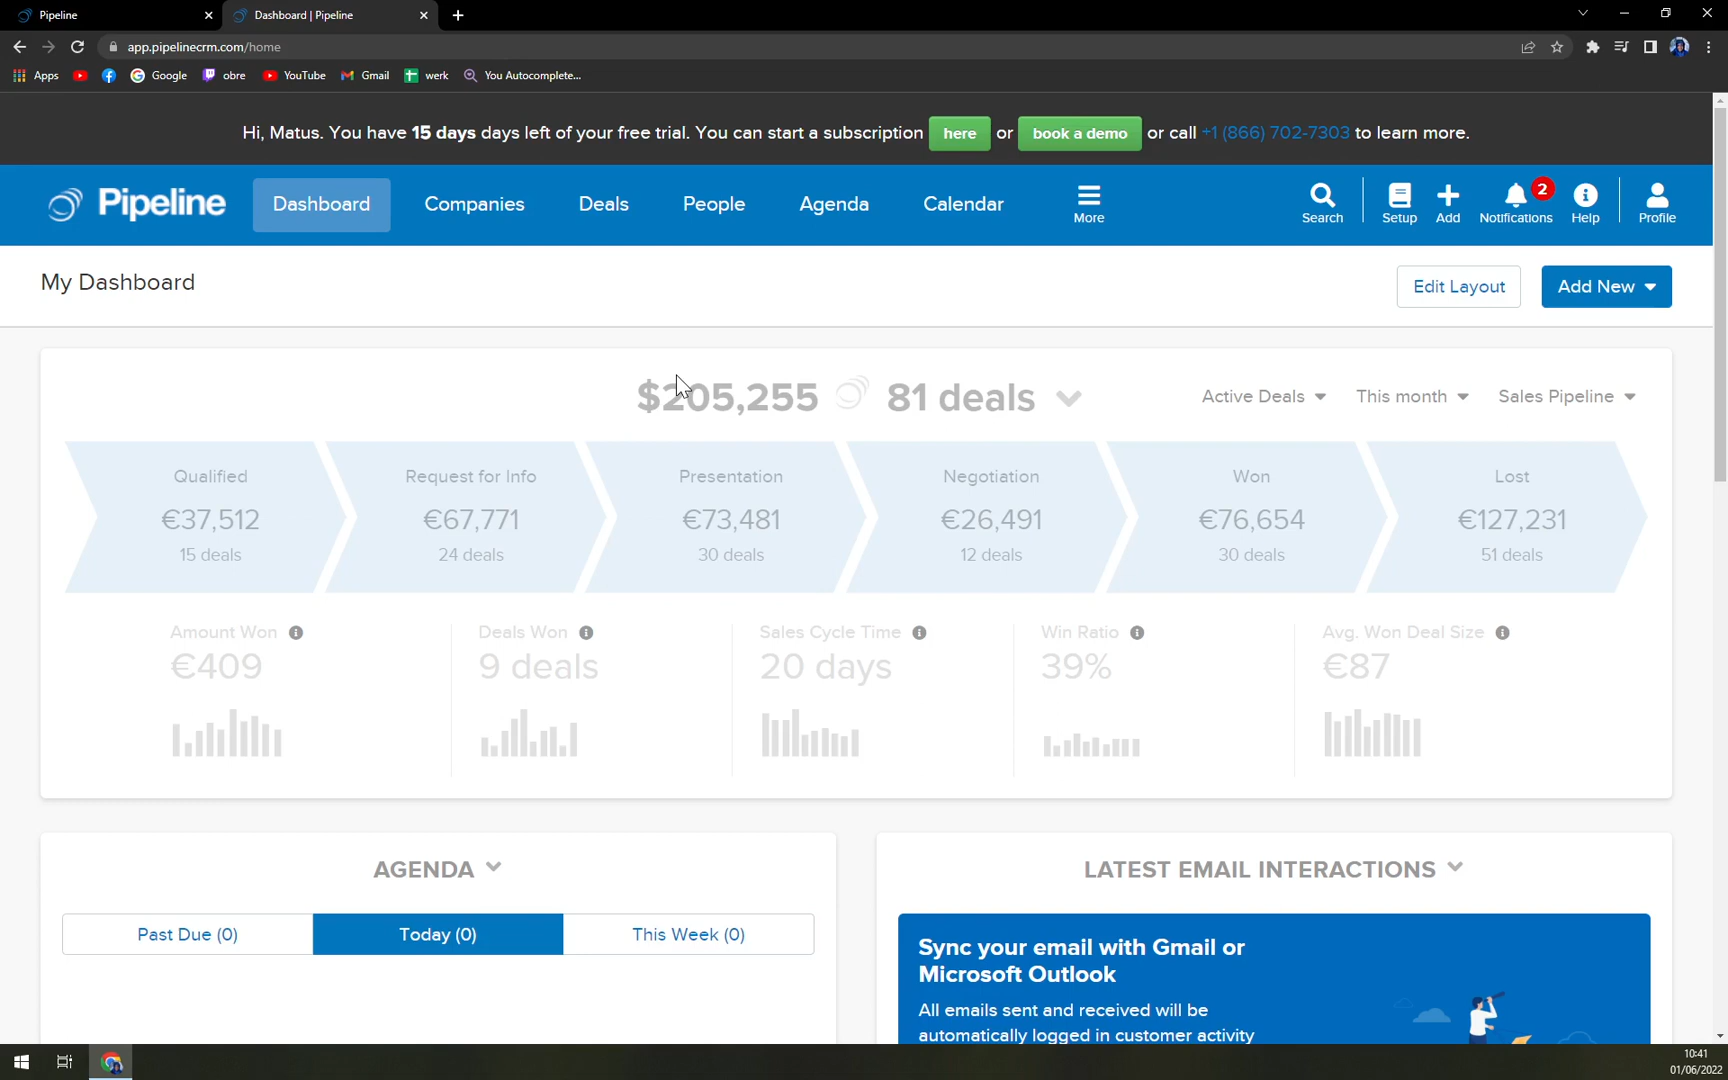 Pipeline
Dashboard | Pipeline
app.pipelinecrm.com/home
Apps
Google
obre
YouTube
Gmail
werk
You Autocomplete...
Hi, Matus. You have 15 days days left of your free trial. You can start a subscription here or book a demo or call +1 (866) 702-7303 to learn more.
Pipeline
Dashboard
Companies
Deals
People
Agenda
Calendar
More
Search
Setup
Add
2
Notifications
Help
Profile
My Dashboard
Edit Layout
Add New
$205,255 81 deals
Active Deals
This month
Sales Pipeline
Qualified
€37,512
15 deals
Request for Info
€67,771
24 deals
Presentation
€73,481
30 deals
Negotiation
€26,491
12 deals
Won
€76,654
30 deals
Lost
€127,231
51 deals
Amount Won
€409
Deals Won
9 deals
Sales Cycle Time
20 days
Win Ratio
39%
Avg. Won Deal Size
€87
AGENDA
Past Due (0)
Today (0)
This Week (0)
LATEST EMAIL INTERACTIONS
Sync your email with Gmail or
Microsoft Outlook
All emails sent and received will be
automatically logged in customer activity
10:41
01/06/2022